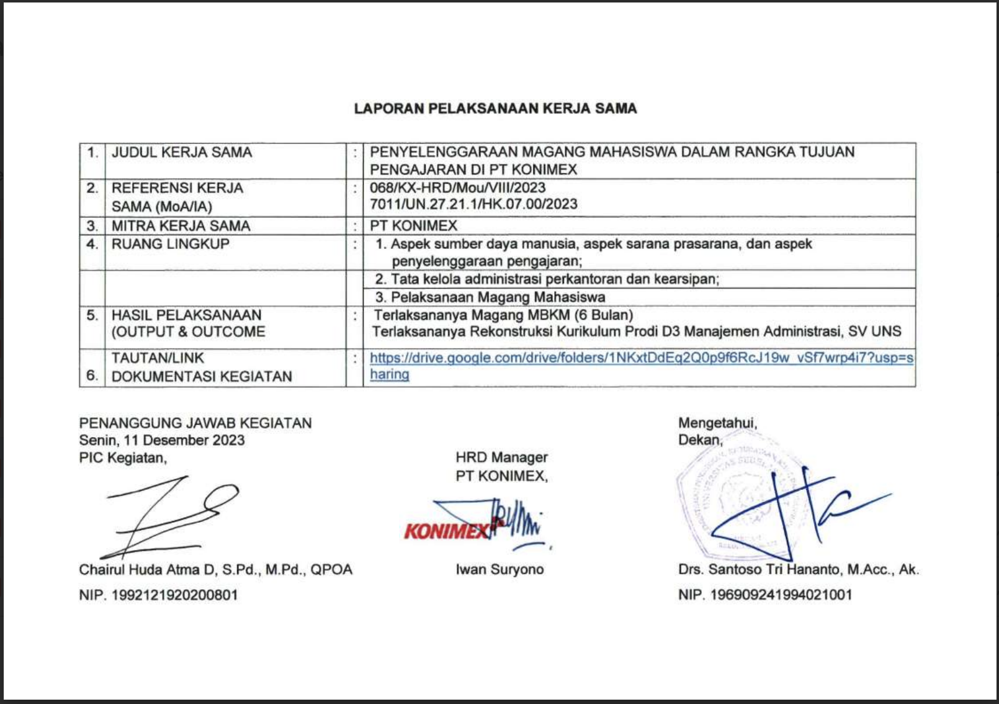 LAPORAN PELAKSANAAN KERJA SAMA
1. JUDUL KERJA SAMA : PENYELENGGARAAN MAGANG MAHASISWA DALAM RANGKA TUJUAN
PENGAJARAN DI PT KONIMEX
2. REFERENSI KERJA : 068/KX-HRD/Mou/VIII/2023
SAMA (MoA/IA) 7011/UN.27.21.1/HK.07.00/2023
3. MITRA KERJA SAMA : PT KONIMEX
4. RUANG LINGKUP : 1. Aspek sumber daya manusia, aspek sarana prasarana, dan aspek
penyelenggaraan pengajaran;
2. Tata kelola administrasi perkantoran dan kearsipan;
3. Pelaksanaan Magang Mahasiswa
5. HASIL PELAKSANAAN : Terlaksananya Magang MBKM (6 Bulan)
(OUTPUT & OUTCOME Terlaksananya Rekonstruksi Kurikulum Prodi D3 Manajemen Administrasi, SV UNS
TAUTAN/LINK : https://drive.google.com/drive/folders/1NKxtDdEq2Q0p9f6RcJ19w_vSf7wrp4i7?usp=s
6. DOKUMENTASI KEGIATAN haring
PENANGGUNG JAWAB KEGIATAN
Senin, 11 Desember 2023
PIC Kegiatan,
Chairul Huda Atma D, S.Pd., M.Pd., QPOA
NIP. 1992121920200801
HRD Manager
PT KONIMEX,
KONIMEX
Iwan Suryono
Mengetahui,
Dekan,
Drs. Santoso Tri Hananto, M.Acc., Ak.
NIP. 196909241994021001